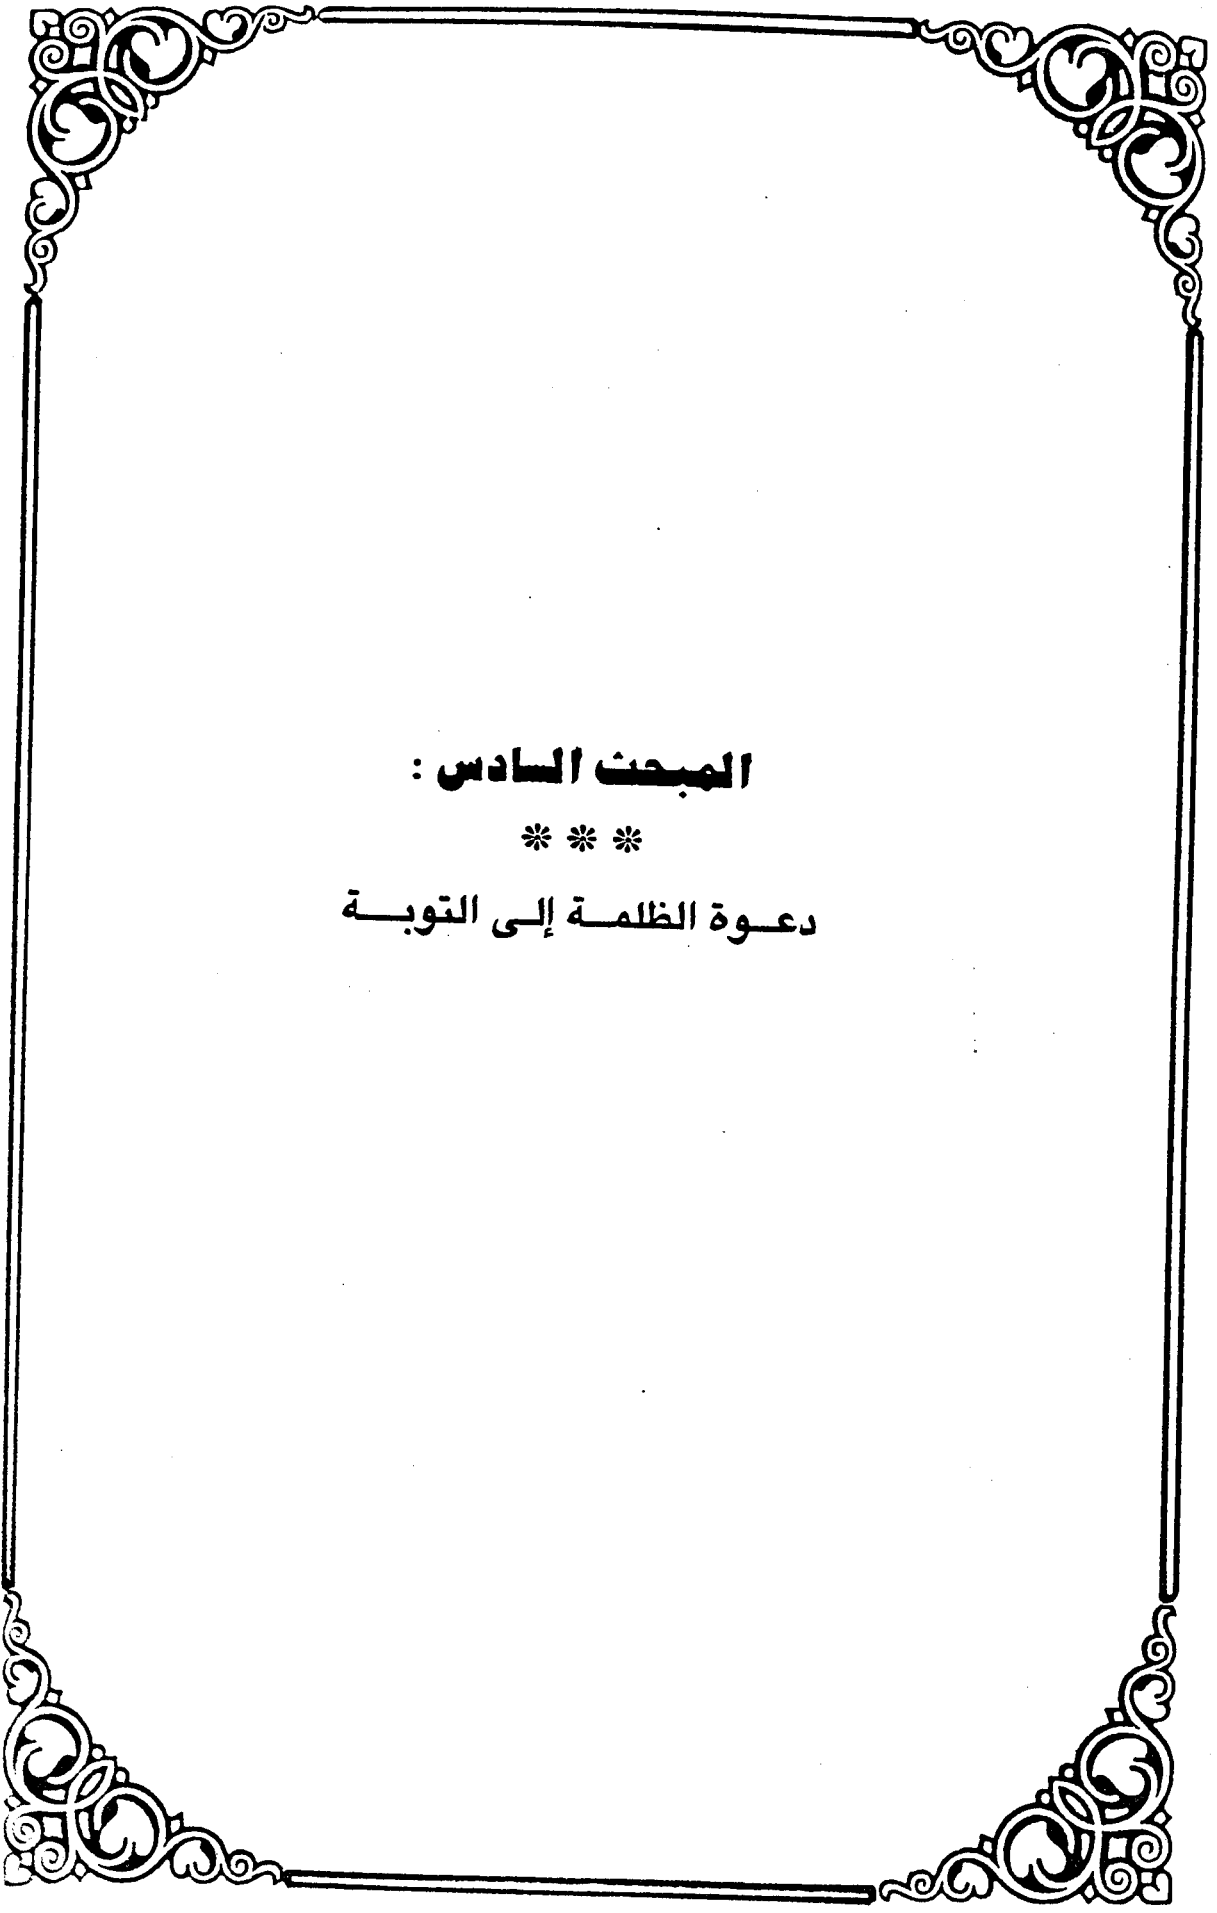 المبحث السادس :
❊ ❊ ❊
دعـوة الظلمـة إلـى التوبـة